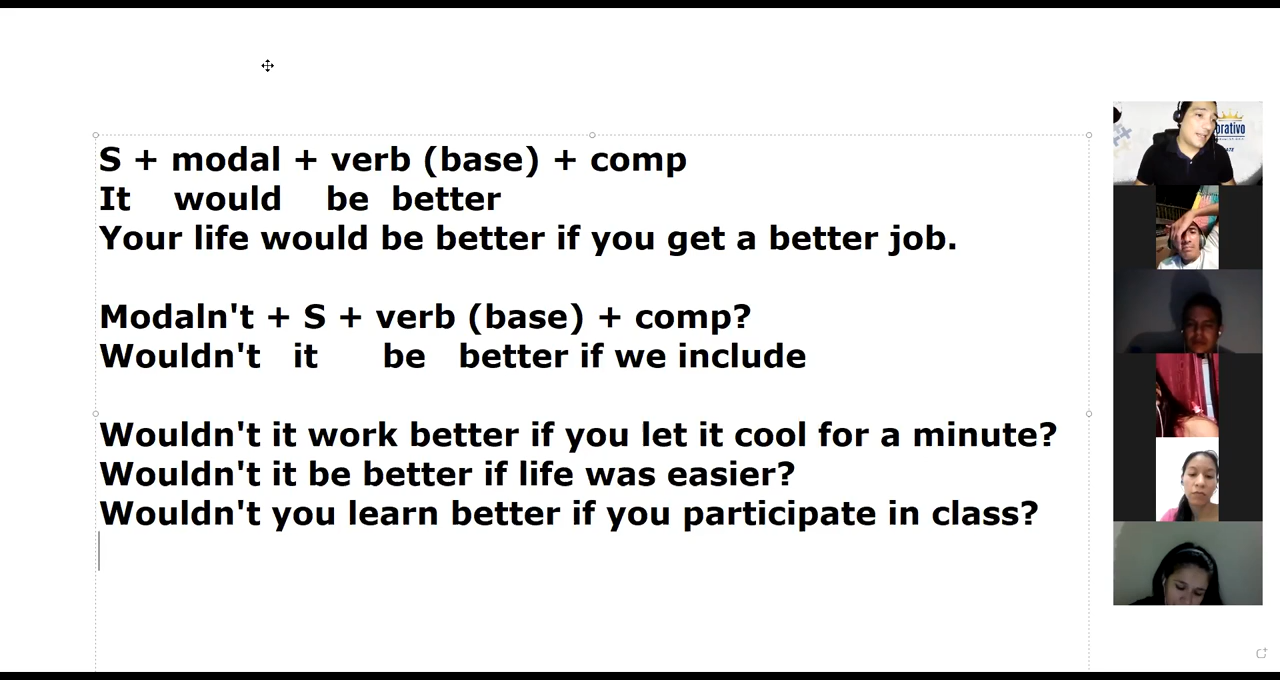 S + modal + verb (base) + comp
It would be better
Your life would be better if you get a better job.
Modaln't + S + verb (base) + comp?
Wouldn't it be better if we include
Wouldn't it work better if you let it cool for a minute?
Wouldn't it be better if life was easier?
Wouldn't you learn better if you participate in class?